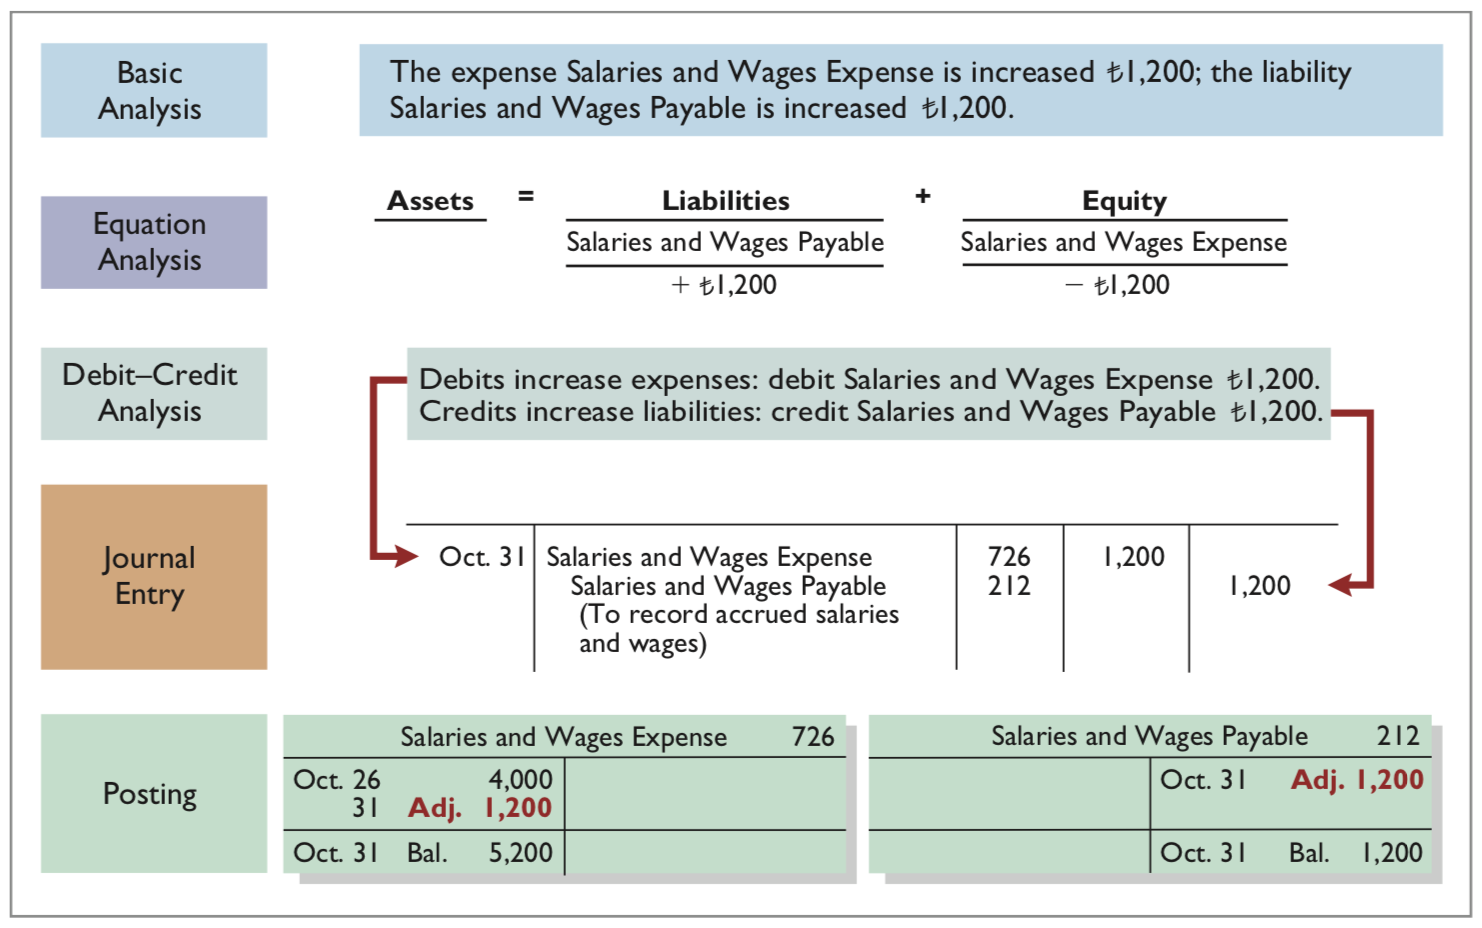 Basic
Analysis
The expense Salaries and Wages Expense is increased ₺1,200; the liability
Salaries and Wages Payable is increased ₺1,200.
Equation
Analysis
Assets = Liabilities + Equity
Salaries and Wages Payable Salaries and Wages Expense
+ ₺1,200 − ₺1,200
Debit–Credit
Analysis
Debits increase expenses: debit Salaries and Wages Expense ₺1,200.
Credits increase liabilities: credit Salaries and Wages Payable ₺1,200.
Journal
Entry
Oct. 31 Salaries and Wages Expense 726 1,200
Salaries and Wages Payable 212 1,200
(To record accrued salaries
and wages)
Posting
Salaries and Wages Expense 726
Oct. 26 4,000
31 Adj. 1,200
Oct. 31 Bal. 5,200
Salaries and Wages Payable 212
Oct. 31 Adj. 1,200
Oct. 31 Bal. 1,200